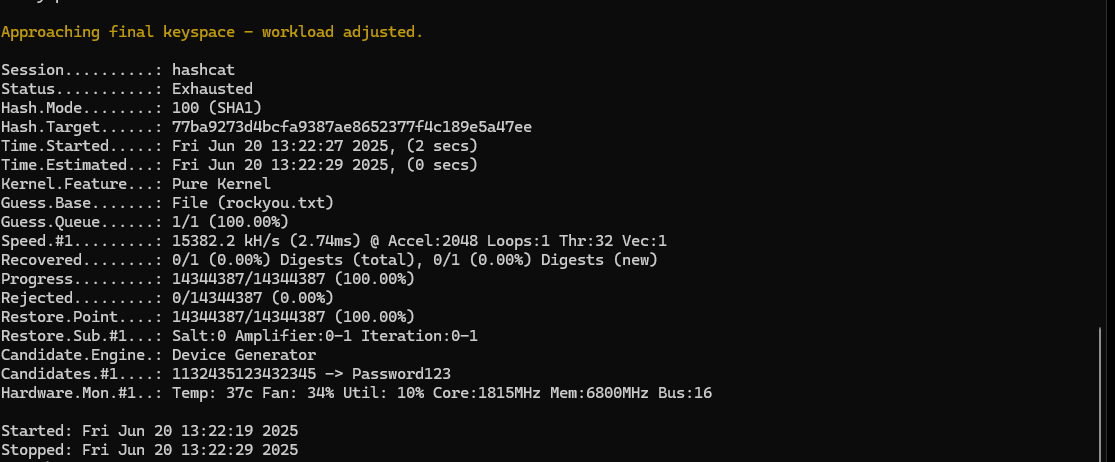 Approaching final keyspace - workload adjusted.
Session..........: hashcat
Status...........: Exhausted
Hash.Mode........: 100 (SHA1)
Hash.Target......: 77ba9273d4bcfa9387ae8652377f4c189e5a47ee
Time.Started.....: Fri Jun 20 13:22:27 2025, (2 secs)
Time.Estimated...: Fri Jun 20 13:22:29 2025, (0 secs)
Kernel.Feature...: Pure Kernel
Guess.Base.......: File (rockyou.txt)
Guess.Queue......: 1/1 (100.00%)
Speed.#1.........: 15382.2 kH/s (2.74ms) @ Accel:2048 Loops:1 Thr:32 Vec:1
Recovered........: 0/1 (0.00%) Digests (total), 0/1 (0.00%) Digests (new)
Progress.........: 14344387/14344387 (100.00%)
Rejected.........: 0/14344387 (0.00%)
Restore.Point....: 14344387/14344387 (100.00%)
Restore.Sub.#1...: Salt:0 Amplifier:0-1 Iteration:0-1
Candidate.Engine.: Device Generator
Candidates.#1....: 1132435123432345 -> Password123
Hardware.Mon.#1..: Temp: 37c Fan: 34% Util: 10% Core:1815MHz Mem:6800MHz Bus:16
Started: Fri Jun 20 13:22:19 2025
Stopped: Fri Jun 20 13:22:29 2025